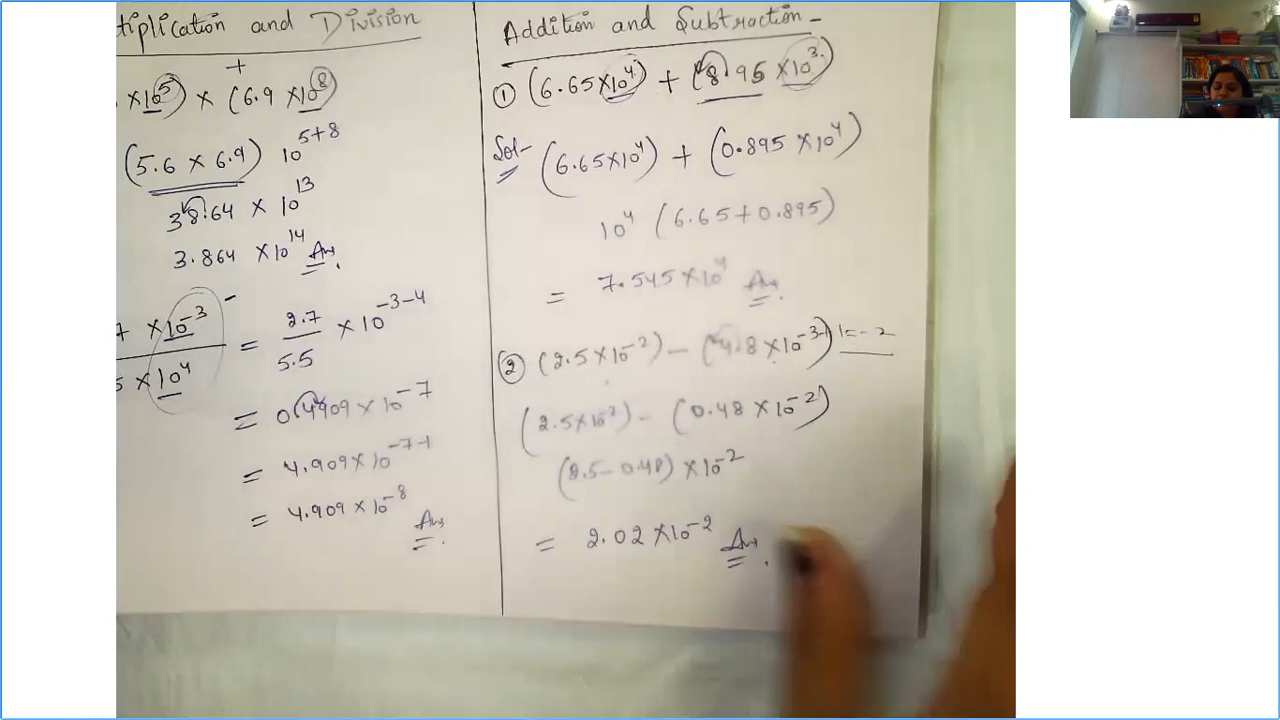 tiplication and Division
× 10⁵) × (6.9 × 10⁸)
+
(5.6 × 6.9) 10⁵⁺⁸
38.64 × 10¹³
3.864 × 10¹⁴ Ans.
7 × 10⁻³ / 5 × 10⁴ = 2.7 / 5.5 × 10⁻³⁻⁴
= 0.4909 × 10⁻⁷
= 4.909 × 10⁻⁷⁻¹
= 4.909 × 10⁻⁸
Ans.
Addition and Subtraction -
① (6.65 × 10⁴) + (8.95 × 10³)
Sol- (6.65 × 10⁴) + (0.895 × 10⁴)
10⁴ (6.65 + 0.895)
= 7.545 × 10⁴ Ans.
② (2.5 × 10⁻²) - (4.8 × 10⁻³) + 1 = -2
(2.5 × 10⁻²) - (0.48 × 10⁻²)
(2.5 - 0.48) × 10⁻²
= 2.02 × 10⁻² Ans.